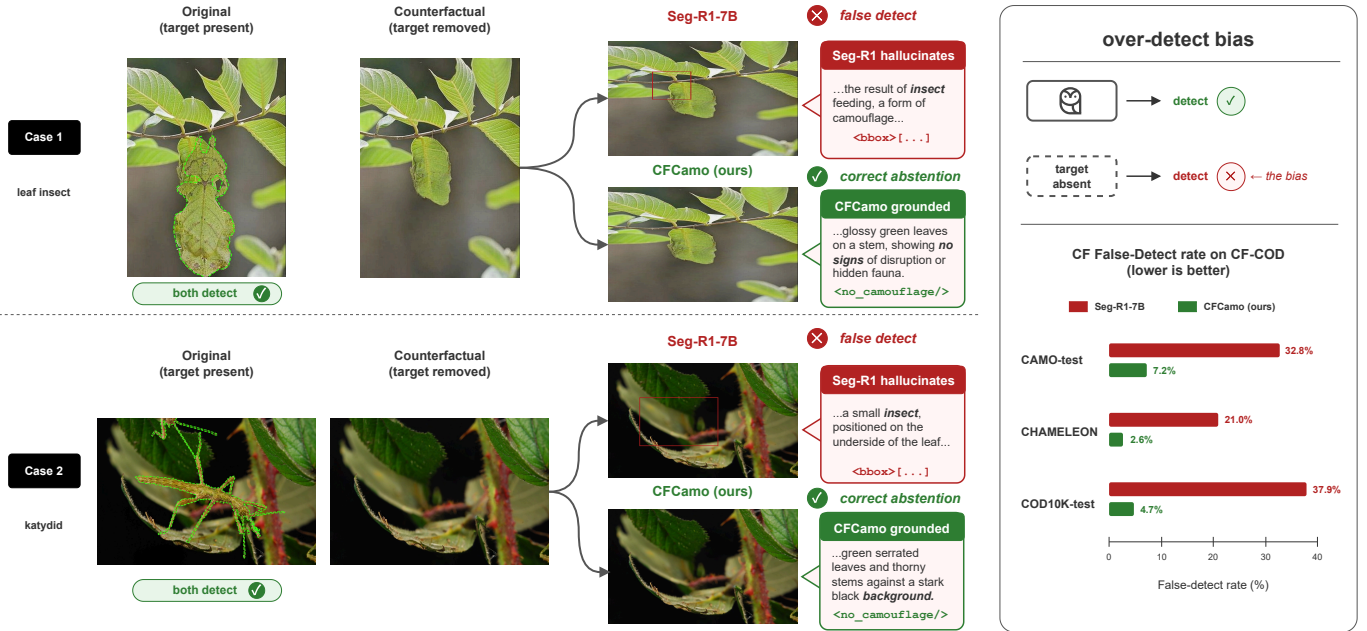 Original
(target present)
Counterfactual
(target removed)
Seg-R1-7B
false detect
Case 1
leaf insect
both detect
Seg-R1 hallucinates
...the result of insect
feeding, a form of
camouflage...
<bbox>[...]
CFCamo (ours)
correct abstention
CFCamo grounded
...glossy green leaves
on a stem, showing no
signs of disruption or
hidden fauna.
<no_camouflage/>
Original
(target present)
Counterfactual
(target removed)
Seg-R1-7B
false detect
Case 2
katydid
both detect
Seg-R1 hallucinates
...a small insect,
positioned on the
underside of the leaf...
<bbox>[...]
CFCamo (ours)
correct abstention
CFCamo grounded
...green serrated
leaves and thorny
stems against a stark
black background.
<no_camouflage/>
over-detect bias
detect
target
absent
detect
← the bias
CF False-Detect rate on CF-COD
(lower is better)
Seg-R1-7B
CFCamo (ours)
CAMO-test
32.8%
7.2%
CHAMELEON
21.0%
2.6%
COD10K-test
37.9%
4.7%
0 10 20 30 40
False-detect rate (%)